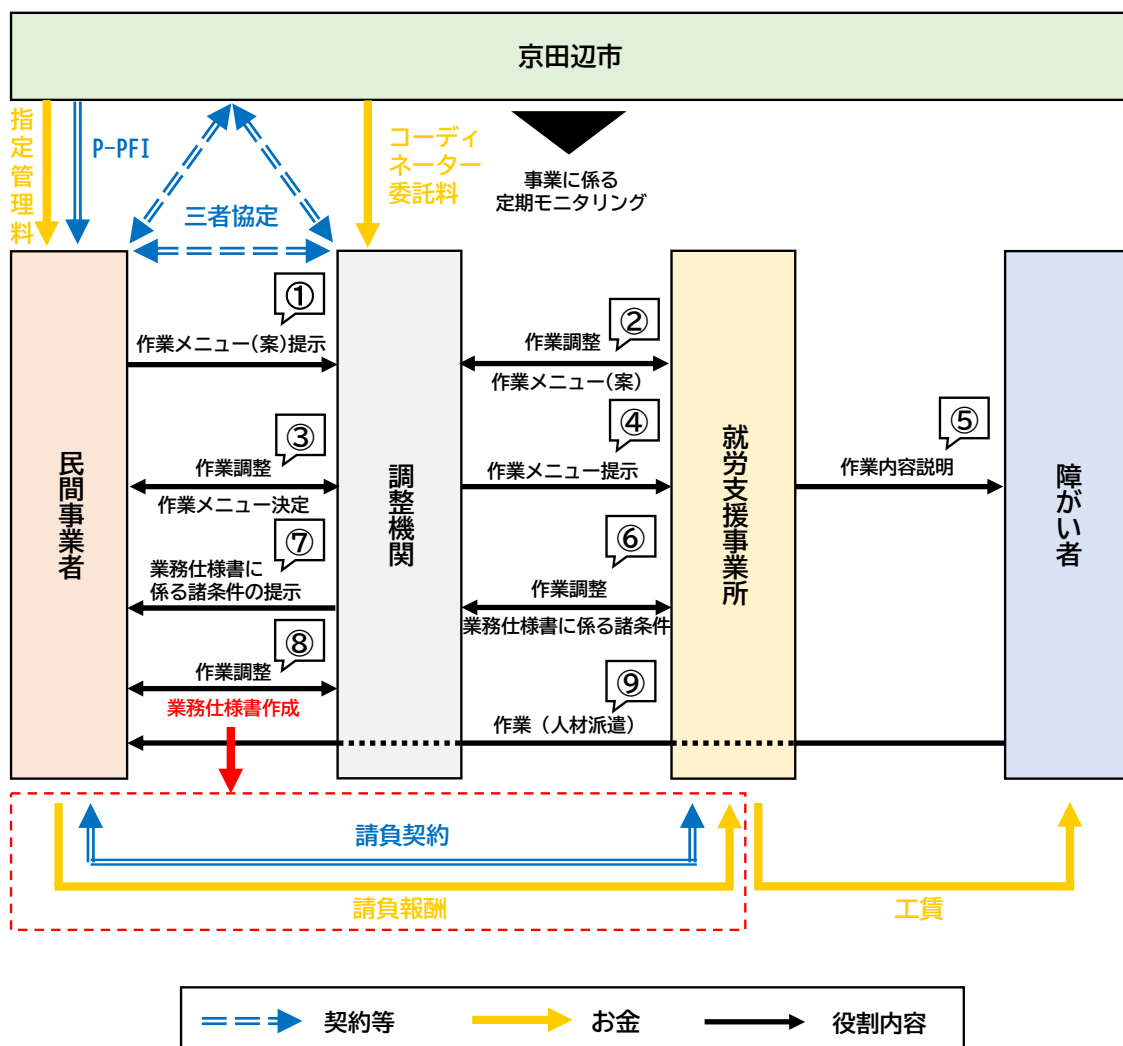 京田辺市
指定管理料
P-PFI
三者協定
コーディ
ネーター
委託料
事業に係る
定期モニタリング
民間事業者
調整機関
就労支援事業所
障がい者
①
作業メニュー(案)提示
②
作業調整
作業メニュー(案)
③
作業調整
作業メニュー決定
④
作業メニュー提示
⑤
作業内容説明
⑥
作業調整
業務仕様書に係る諸条件
⑦
業務仕様書に
係る諸条件の提示
⑧
作業調整
業務仕様書作成
⑨
作業（人材派遣）
請負契約
請負報酬
工賃
契約等
お金
役割内容